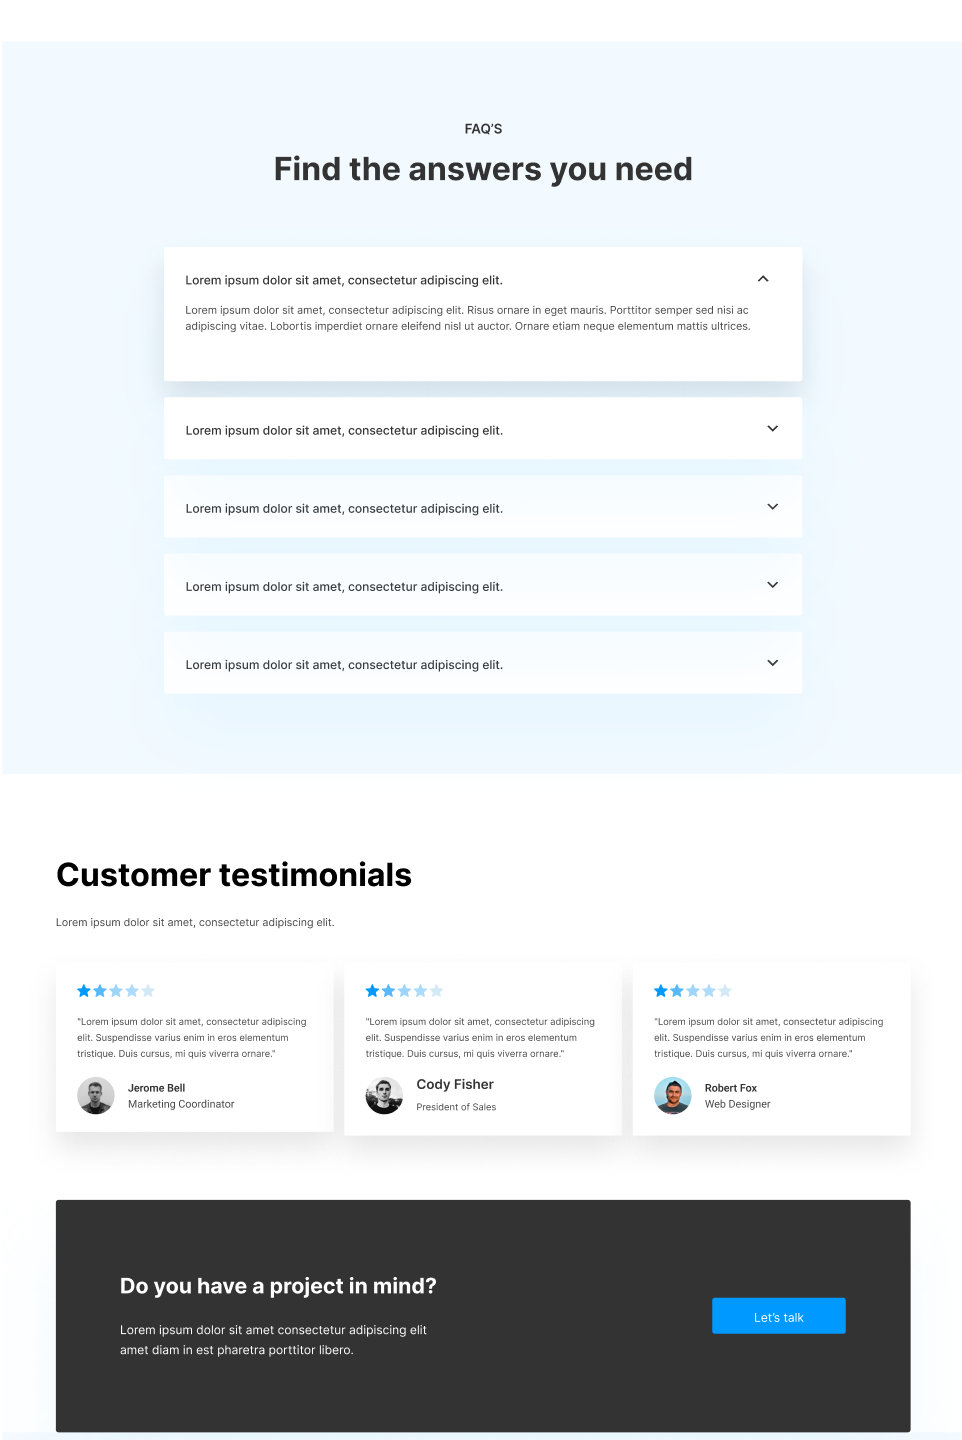 FAQ'S
Find the answers you need
Lorem ipsum dolor sit amet, consectetur adipiscing elit.
Lorem ipsum dolor sit amet, consectetur adipiscing elit. Risus ornare in eget mauris. Porttitor semper sed nisi ac
adipiscing vitae. Lobortis imperdiet ornare eleifend nisl ut auctor. Ornare etiam neque elementum mattis ultrices.
Lorem ipsum dolor sit amet, consectetur adipiscing elit.
Lorem ipsum dolor sit amet, consectetur adipiscing elit.
Lorem ipsum dolor sit amet, consectetur adipiscing elit.
Lorem ipsum dolor sit amet, consectetur adipiscing elit.
Customer testimonials
Lorem ipsum dolor sit amet, consectetur adipiscing elit.
"Lorem ipsum dolor sit amet, consectetur adipiscing
elit. Suspendisse varius enim in eros elementum
tristique. Duis cursus, mi quis viverra ornare."
Jerome Bell
Marketing Coordinator
"Lorem ipsum dolor sit amet, consectetur adipiscing
elit. Suspendisse varius enim in eros elementum
tristique. Duis cursus, mi quis viverra ornare."
Cody Fisher
President of Sales
"Lorem ipsum dolor sit amet, consectetur adipiscing
elit. Suspendisse varius enim in eros elementum
tristique. Duis cursus, mi quis viverra ornare."
Robert Fox
Web Designer
Do you have a project in mind?
Lorem ipsum dolor sit amet consectetur adipiscing elit
amet diam in est pharetra porttitor libero.
Let's talk